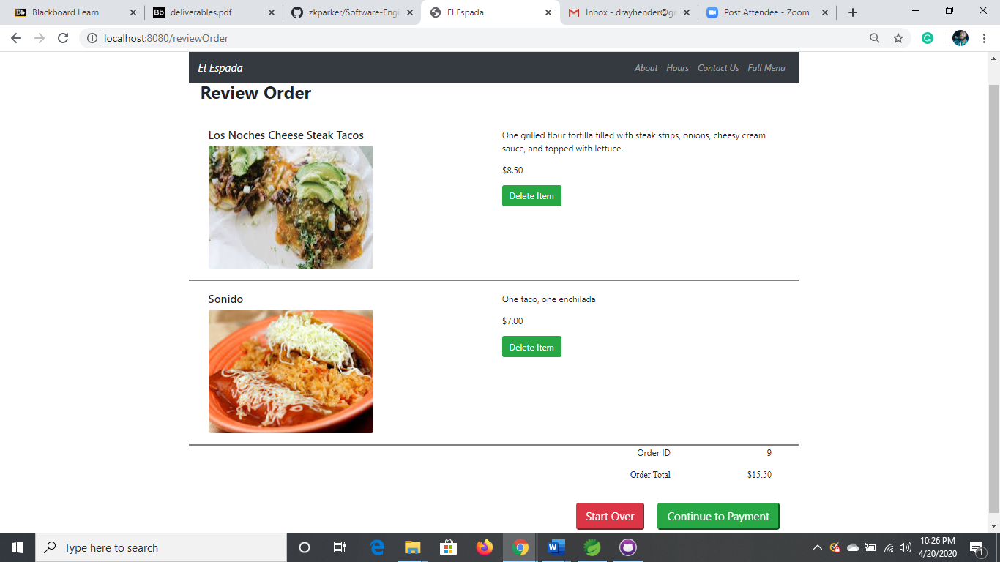 Blackboard Learn
deliverables.pdf
zkparker/Software-Engi
El Espada
Inbox - drayhender@gm
Post Attendee - Zoom
localhost:8080/reviewOrder
El Espada
About Hours Contact Us Full Menu
Review Order
Los Noches Cheese Steak Tacos
One grilled flour tortilla filled with steak strips, onions, cheesy cream
sauce, and topped with lettuce.
$8.50
Delete Item
Sonido
One taco, one enchilada
$7.00
Delete Item
Order ID 9
Order Total $15.50
Start Over
Continue to Payment
Type here to search
10:26 PM
4/20/2020
1